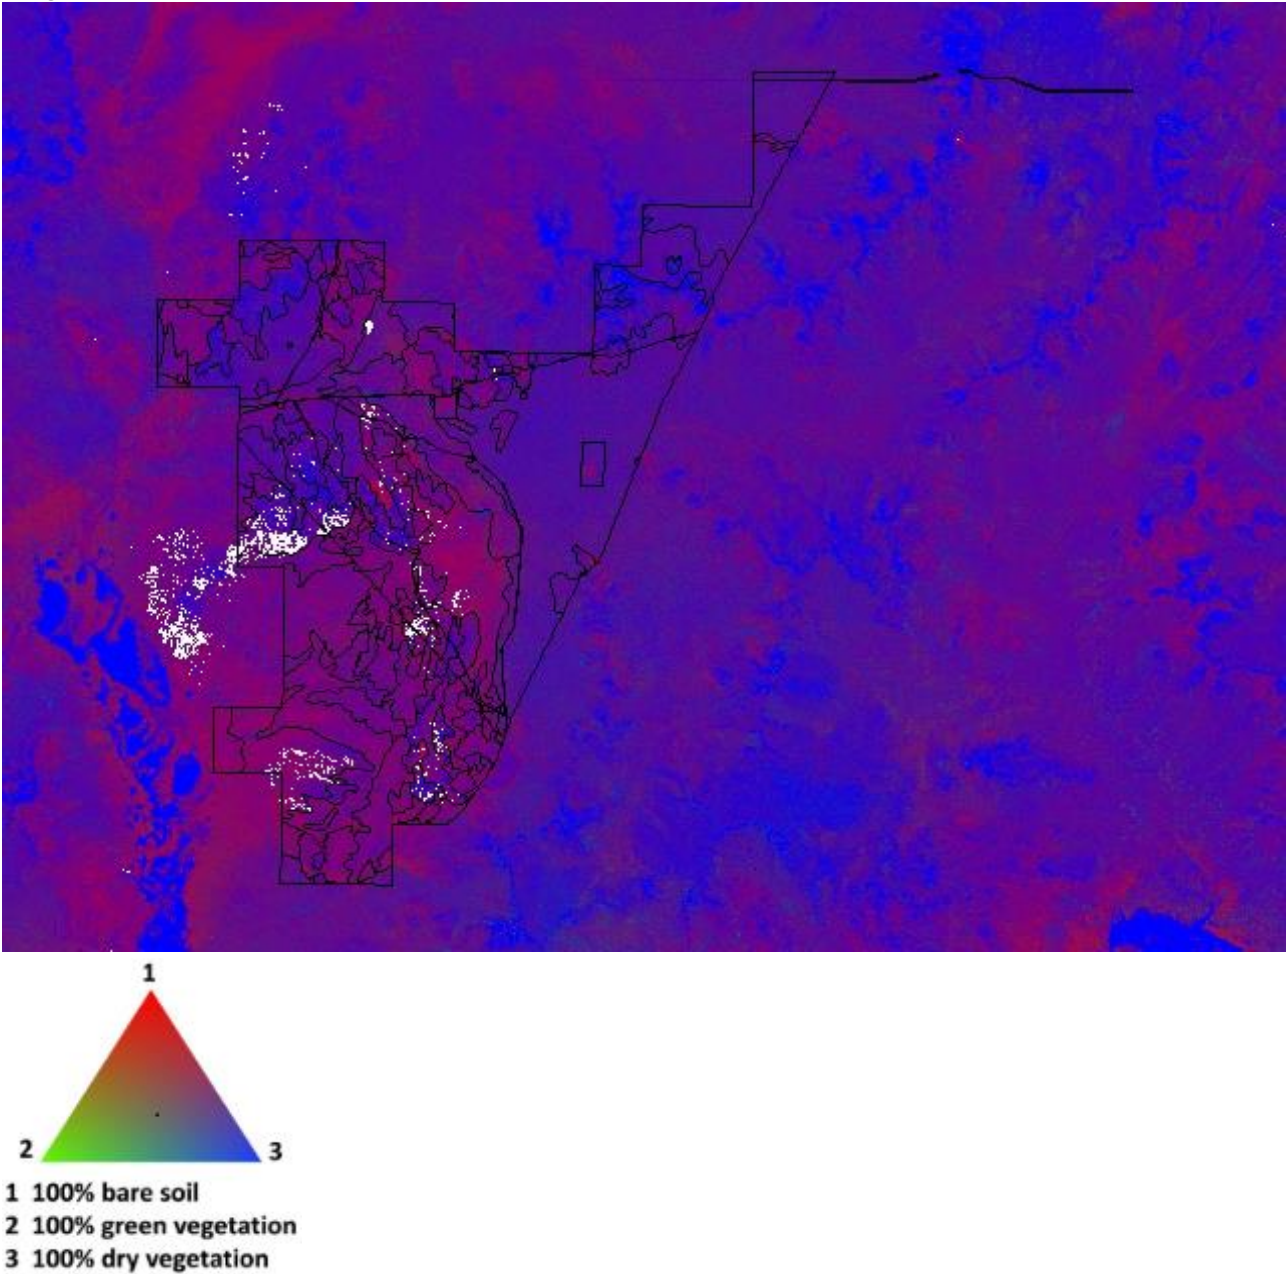 1
2
3
1 100% bare soil
2 100% green vegetation
3 100% dry vegetation